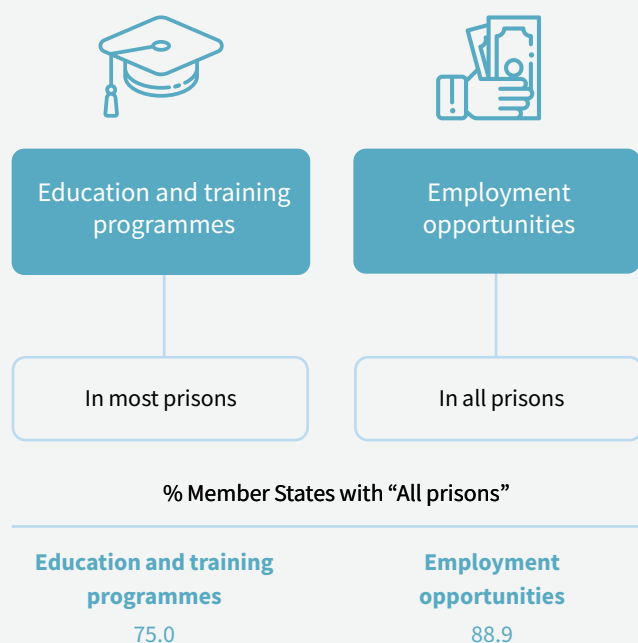 Education and training
programmes
Employment
opportunities
In most prisons
In all prisons
% Member States with “All prisons”
Education and training
programmes
Employment
opportunities
75.0
88.9